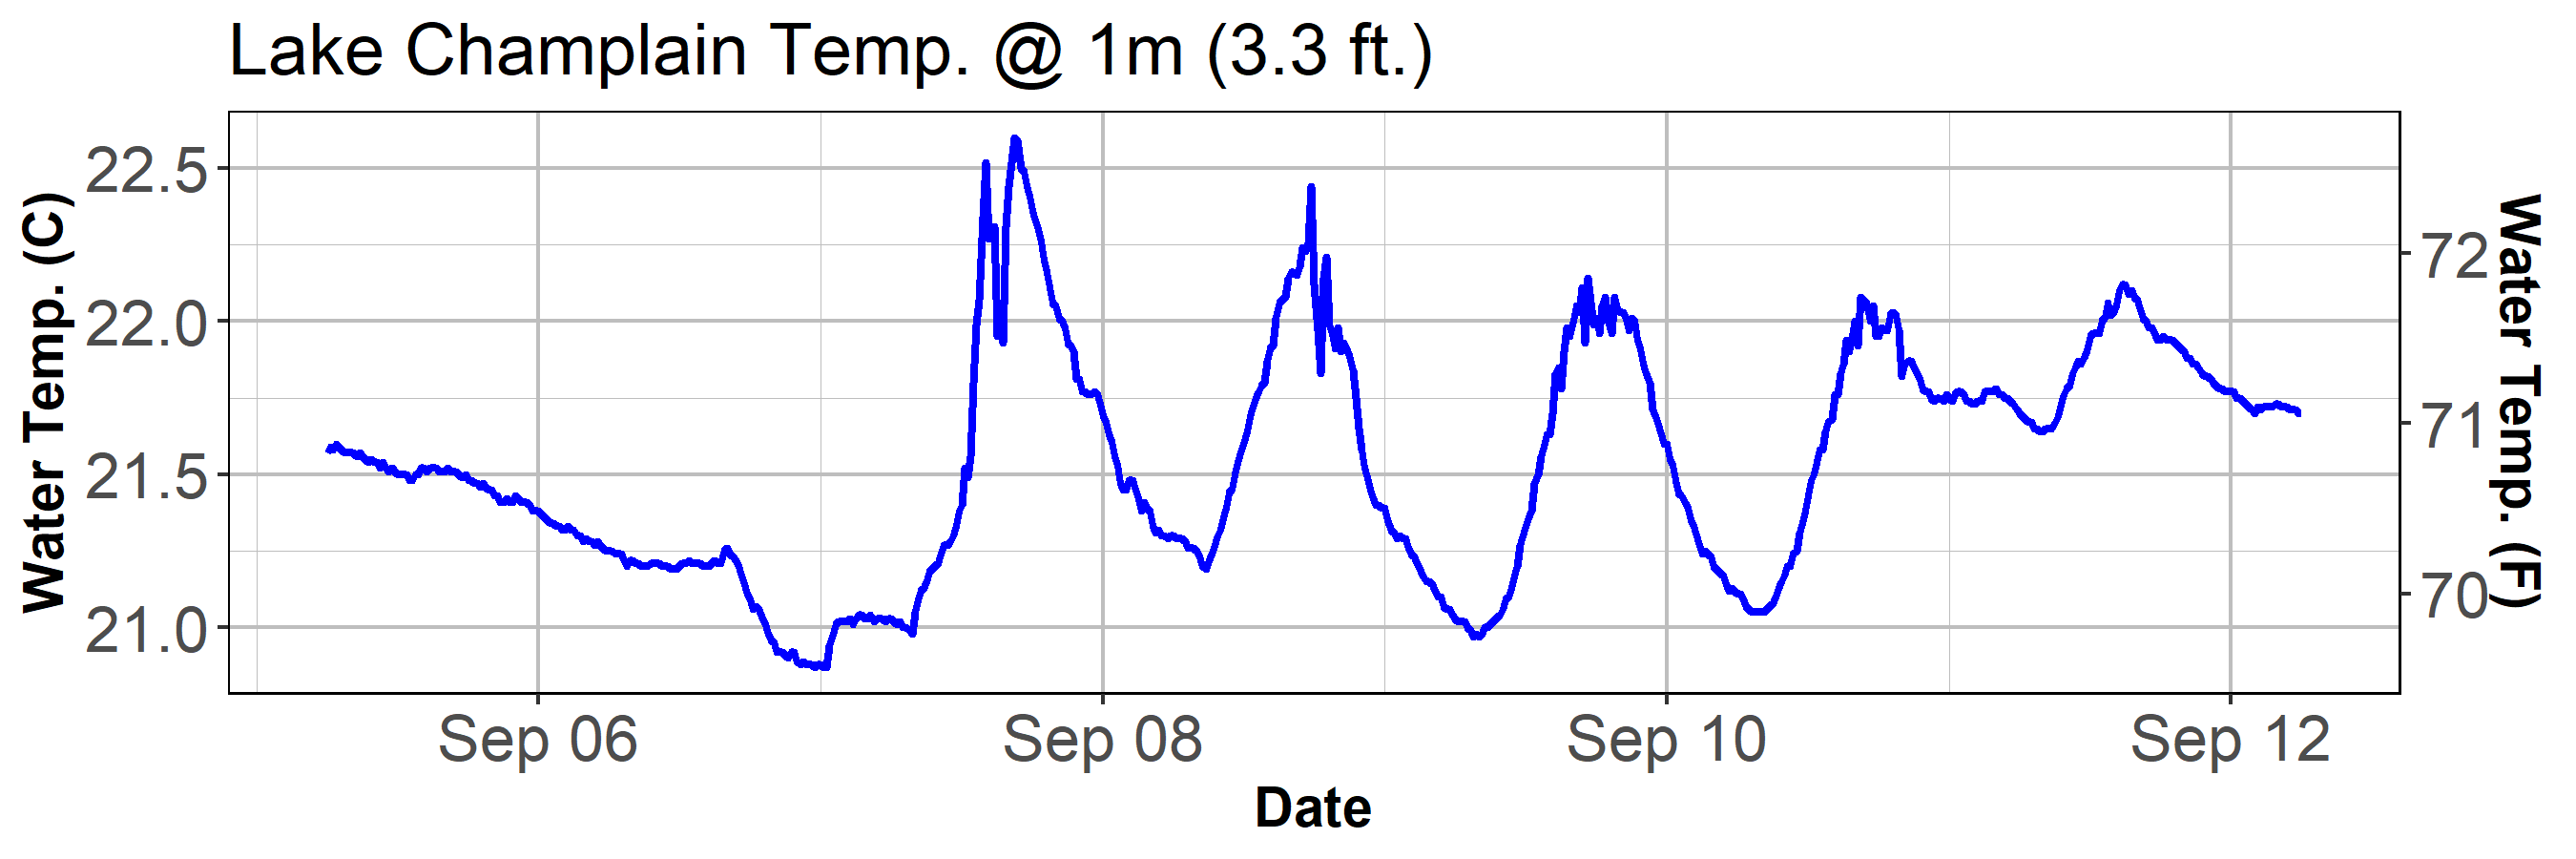 Lake Champlain Temp. @ 1m (3.3 ft.)
Water Temp. (C)
22.5
22.0
21.5
21.0
72
71
70
Water Temp. (F)
Sep 06 Sep 08 Sep 10 Sep 12
Date